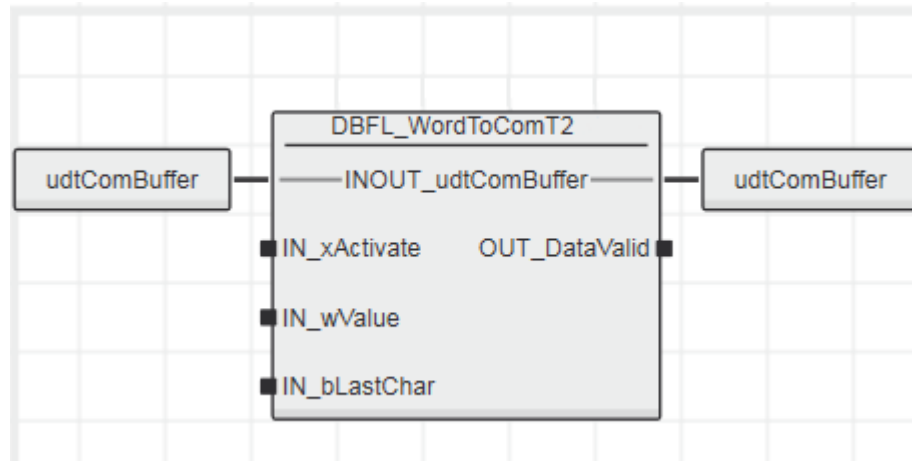 DBFL_WordToComT2
udtComBuffer INOUT_udtComBuffer udtComBuffer
IN_xActivate OUT_DataValid
IN_wValue
IN_bLastChar